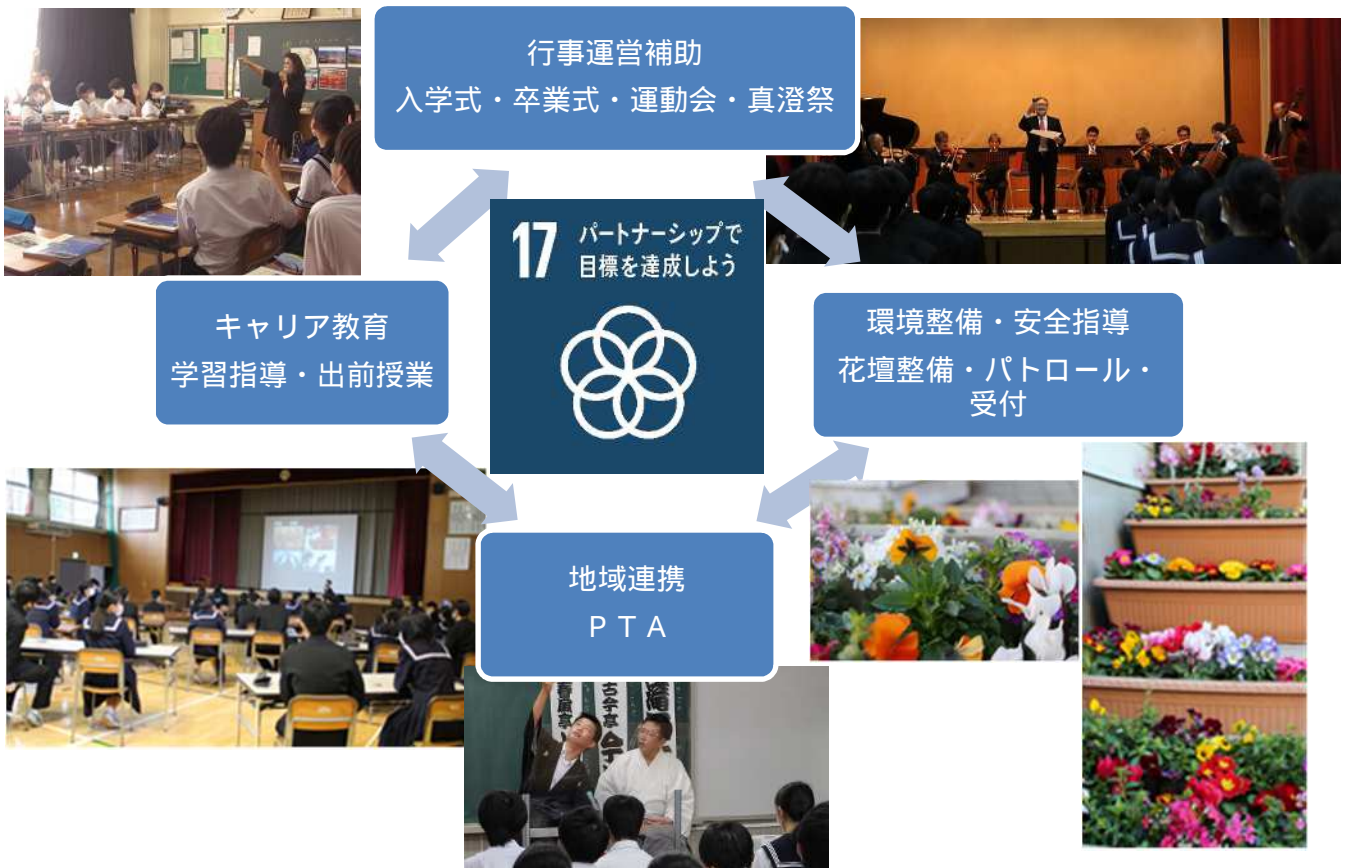 行事運営補助
入学式・卒業式・運動会・真澄祭
17 パートナーシップで
目標を達成しよう
キャリア教育
学習指導・出前授業
環境整備・安全指導
花壇整備・パトロール・
受付
地域連携
ＰＴＡ